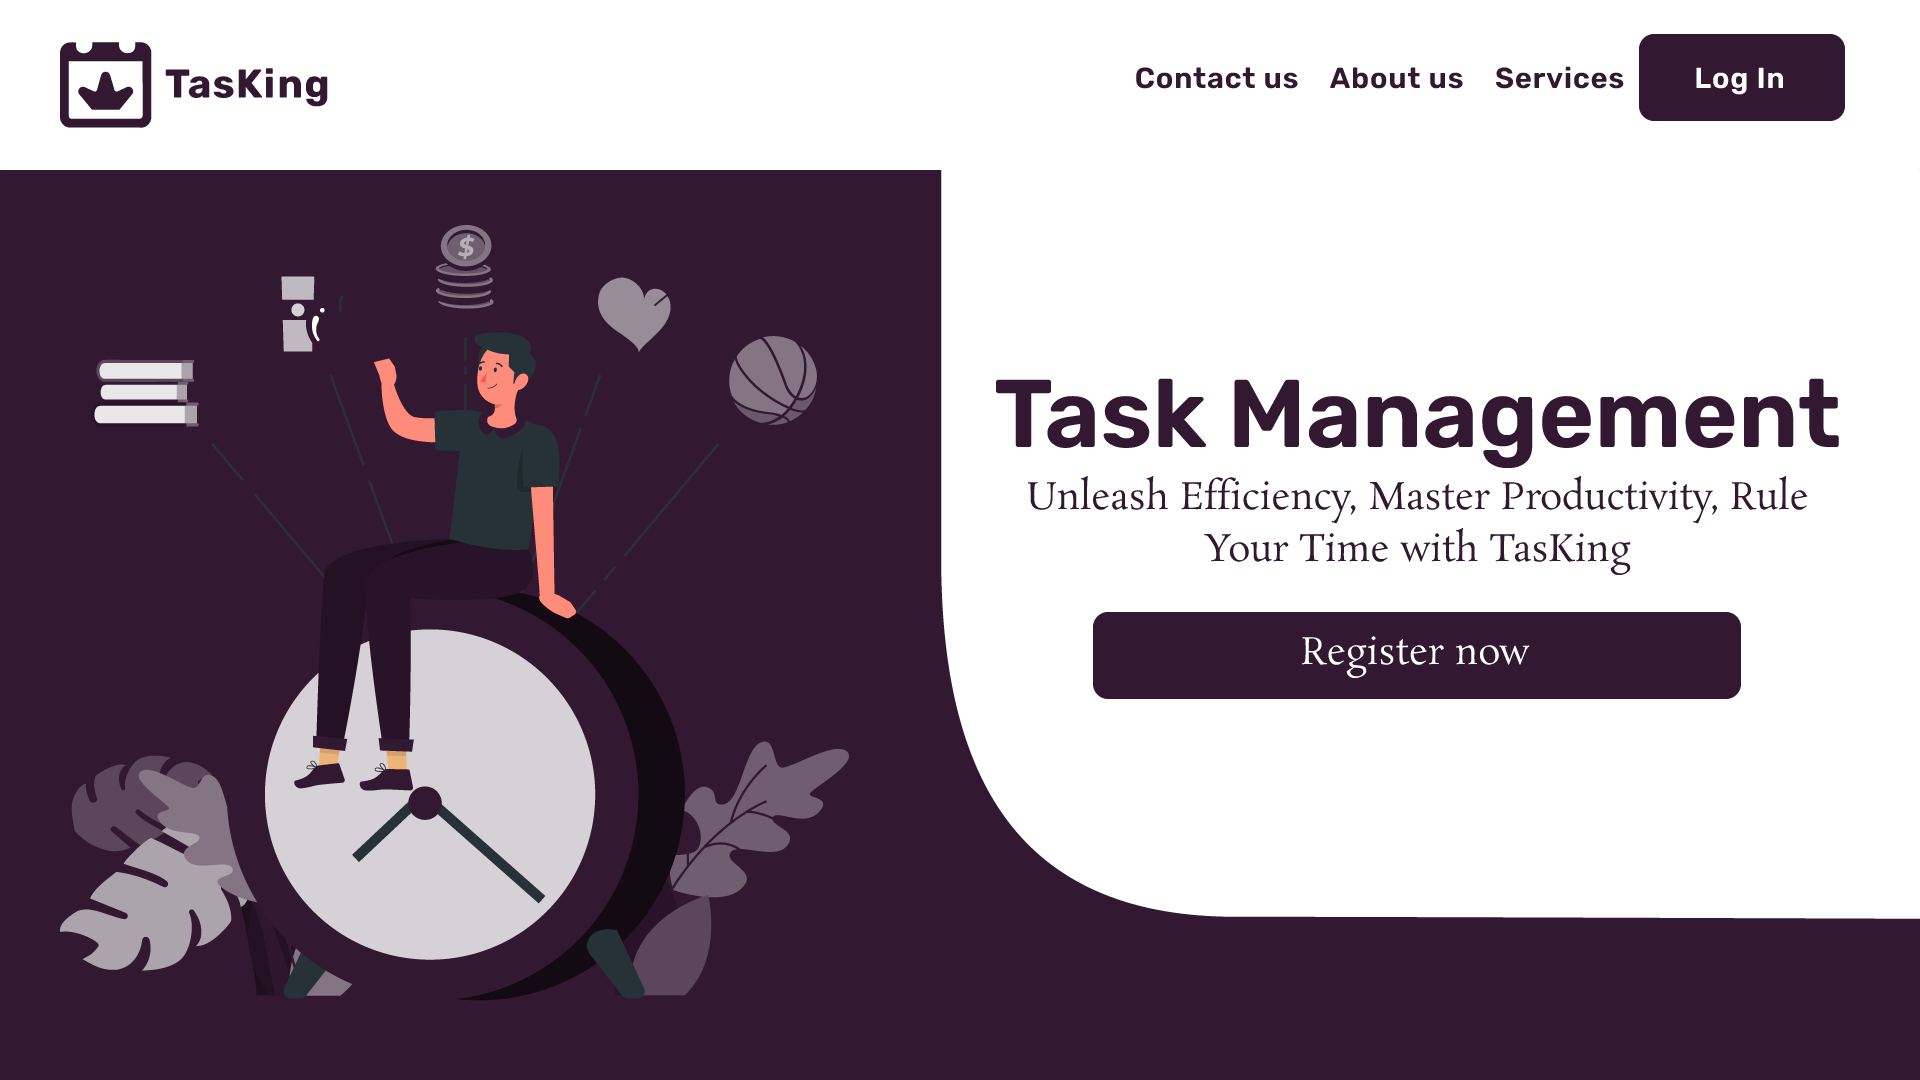 TasKing
Contact us
About us
Services
Log In
$
Task Management
Unleash Efficiency, Master Productivity, Rule
Your Time with TasKing
Register now